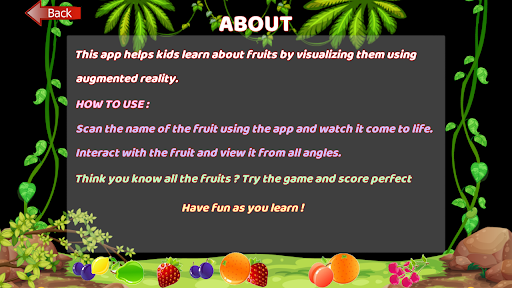 Back
ABOUT
This app helps kids learn about fruits by visualizing them using
augmented reality.
HOW TO USE :
Scan the name of the fruit using the app and watch it come to life.
Interact with the fruit and view it from all angles.
Think you know all the fruits ? Try the game and score perfect
Have fun as you learn !